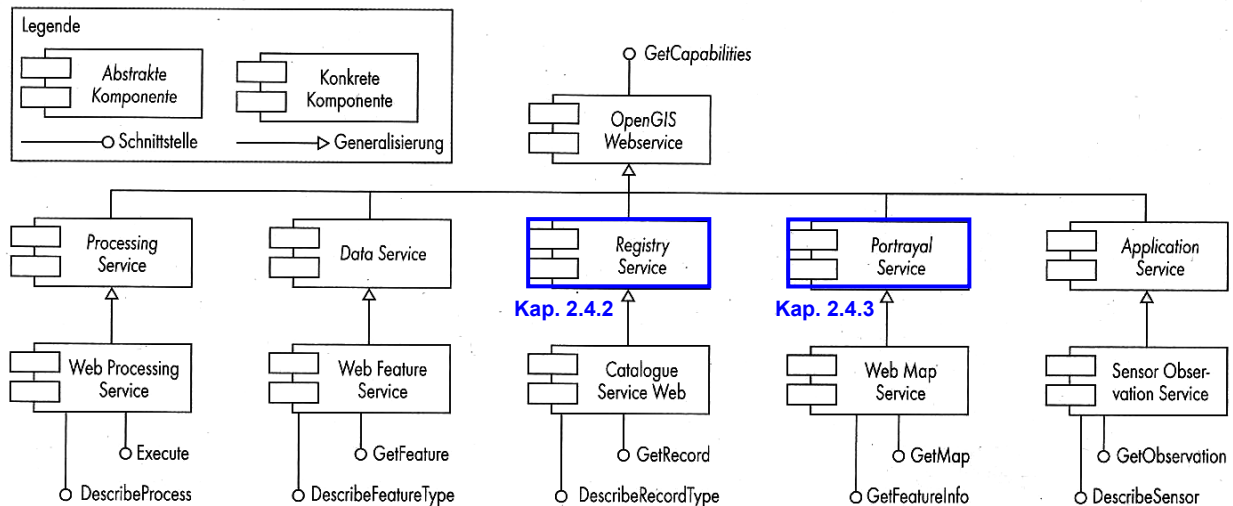 Legende
Abstrakte
Komponente
Konkrete
Komponente
Schnittstelle
Generalisierung
GetCapabilities
OpenGIS
Webservice
Processing
Service
Data Service
Registry
Service
Portrayal
Service
Application
Service
Kap. 2.4.2
Kap. 2.4.3
Web Processing
Service
Web Feature
Service
Catalogue
Service Web
Web Map
Service
Sensor Obser-
vation Service
Execute
GetFeature
GetRecord
GetMap
GetObservation
DescribeProcess
DescribeFeatureType
DescribeRecordType
GetFeatureInfo
DescribeSensor